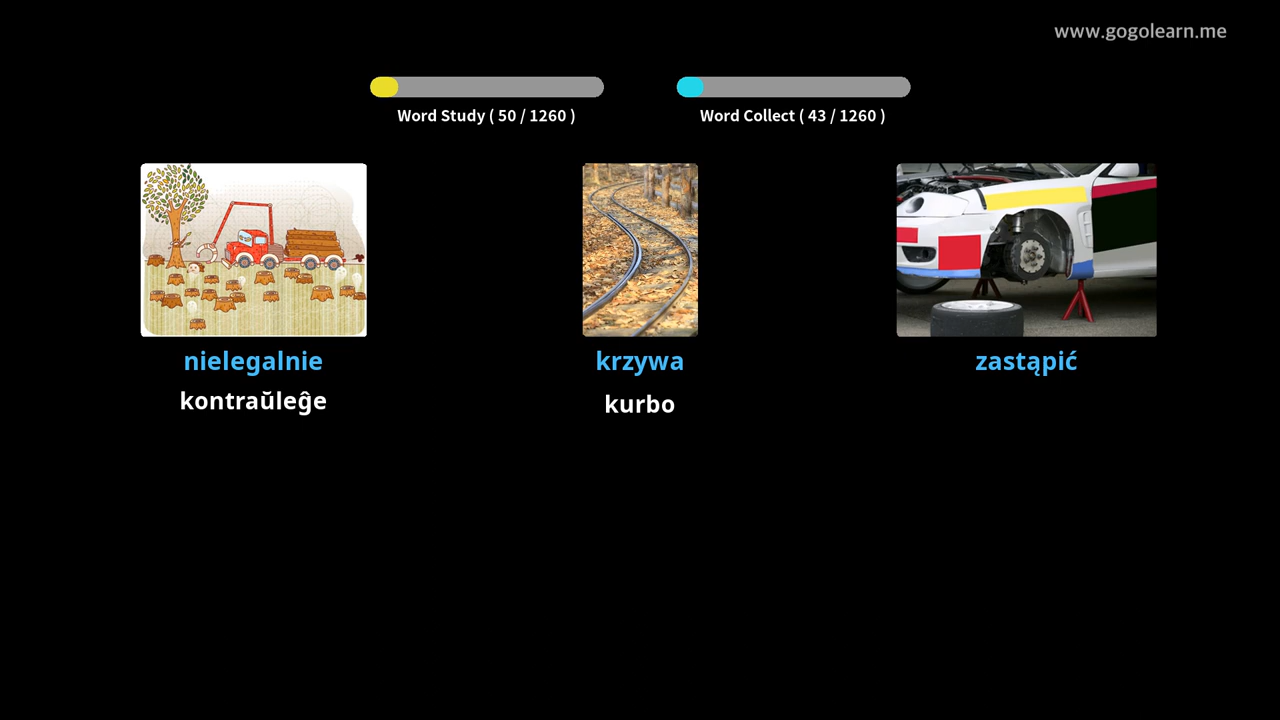 www.gogolearn.me
Word Study ( 50 / 1260 )
Word Collect ( 43 / 1260 )
nielegalnie
krzywa
zastąpić
kontraŭleĝe
kurbo